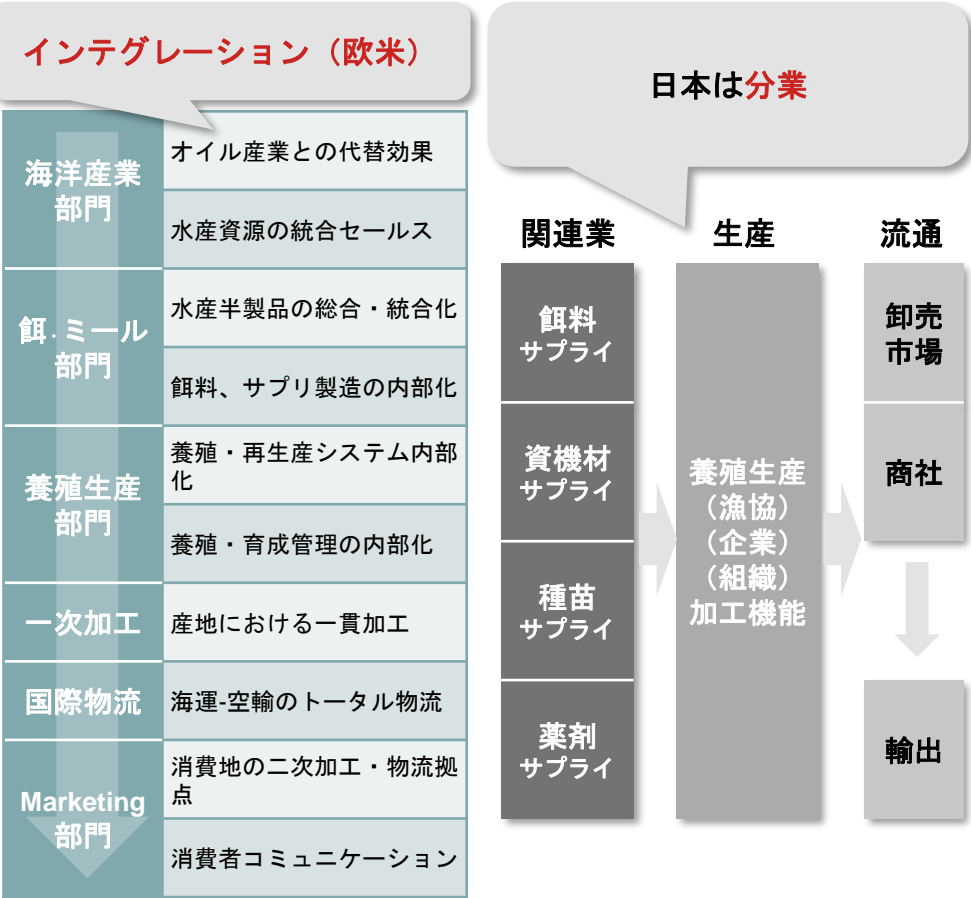 インテグレーション（欧米）
海洋産業
部門
オイル産業との代替効果
水産資源の統合セールス
餌・ミール
部門
水産半製品の総合・統合化
餌料、サプリ製造の内部化
養殖生産
部門
養殖・再生産システム内部
化
養殖・育成管理の内部化
一次加工
産地における一貫加工
国際物流
海運-空輸のトータル物流
Marketing
部門
消費地の二次加工・物流拠
点
消費者コミュニケーション
日本は分業
関連業
餌料
サプライ
資機材
サプライ
種苗
サプライ
薬剤
サプライ
生産
養殖生産
（漁協）
（企業）
（組織）
加工機能
流通
卸売
市場
商社
輸出